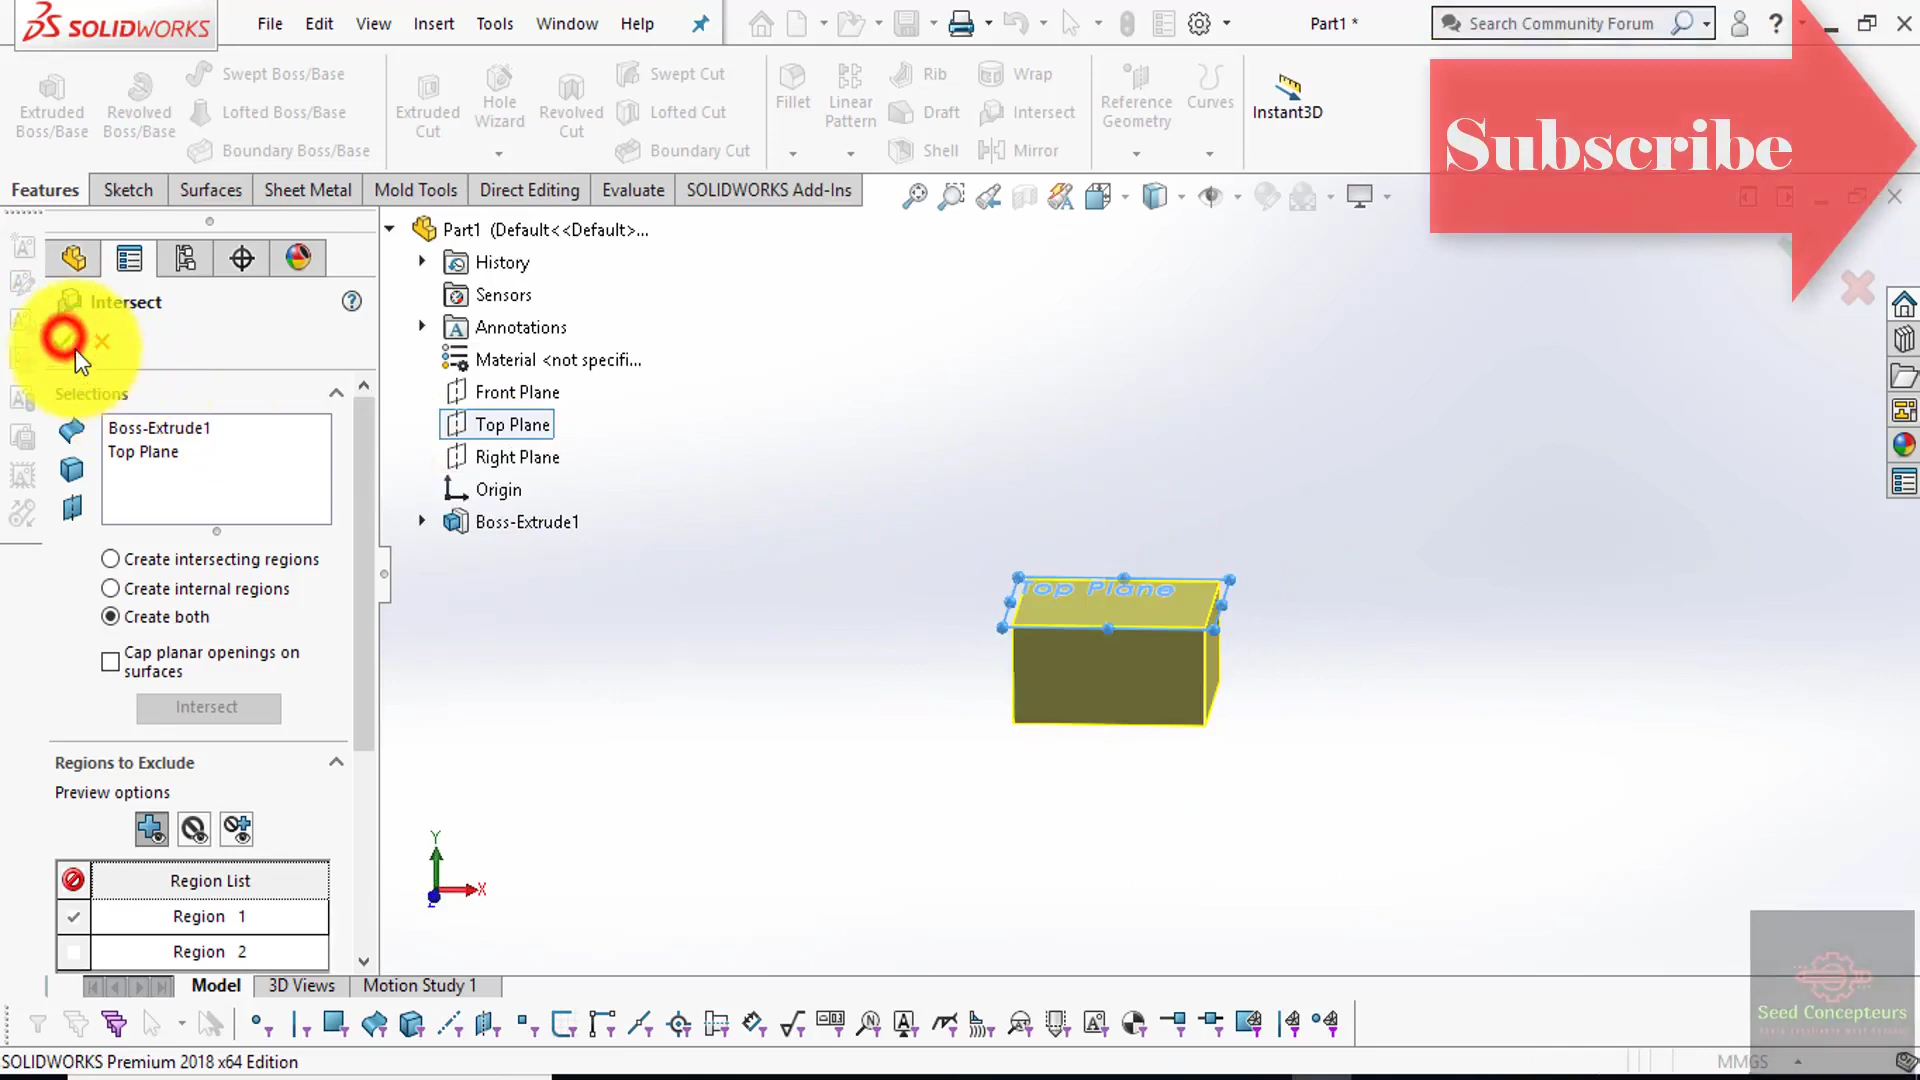 SOLIDWORKS
File Edit View Insert Tools Window Help
Part1 *
Search Community Forum
?
Extruded Boss/Base
Revolved Boss/Base
Swept Boss/Base
Lofted Boss/Base
Boundary Boss/Base
Extruded Cut
Hole Wizard
Revolved Cut
Swept Cut
Lofted Cut
Boundary Cut
Fillet
Linear Pattern
Rib
Draft
Shell
Wrap
Intersect
Mirror
Reference Geometry
Curves
Instant3D
Subscribe
Features Sketch Surfaces Sheet Metal Mold Tools Direct Editing Evaluate SOLIDWORKS Add-Ins
Intersect
?
Selections
Boss-Extrude1
Top Plane
Create intersecting regions
Create internal regions
Create both
Cap planar openings on
surfaces
Intersect
Regions to Exclude
Preview options
Region List
Region 1
Region 2
Part1 (Default<<Default>...
History
Sensors
Annotations
Material <not specifi...
Front Plane
Top Plane
Right Plane
Origin
Boss-Extrude1
Top Plane
Y
X
Z
Model 3D Views Motion Study 1
Seed Concepteurs
SOLIDWORKS Premium 2018 x64 Edition
MMGS